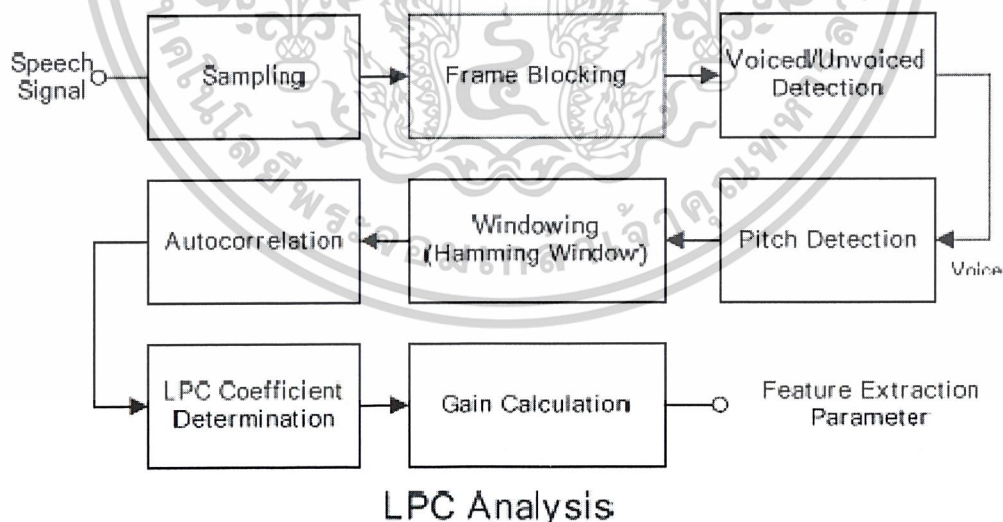 Speech
Signal
Sampling
Frame Blocking
Voiced/Unvoiced
Detection
Voice
Pitch Detection
Windowing
(Hamming Window)
Autocorrelation
LPC Coefficient
Determination
Gain Calculation
Feature Extraction
Parameter
LPC Analysis